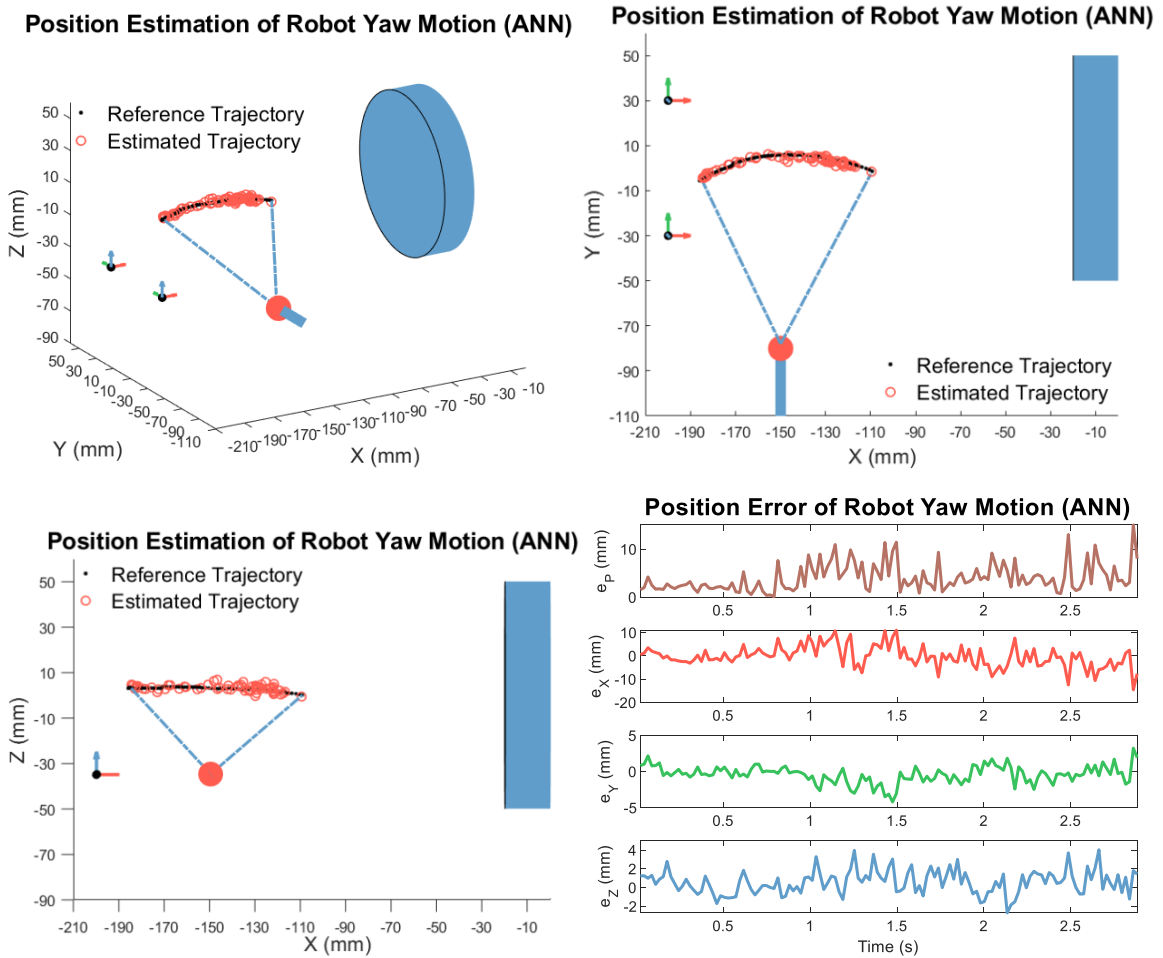 Position Estimation of Robot Yaw Motion (ANN)
Reference Trajectory
Estimated Trajectory
50
30
10
-10
-30
-50
-70
-90
Z (mm)
50
30
10
-10
-30
-50
-70
-90
-110
Y (mm)
-210
-190
-170
-150
-130
-110
-90
-70
-50
-30
-10
X (mm)
Position Estimation of Robot Yaw Motion (ANN)
50
30
10
-10
-30
-50
-70
-90
-110
Y (mm)
Reference Trajectory
Estimated Trajectory
-210 -190 -170 -150 -130 -110 -90 -70 -50 -30 -10
X (mm)
Position Estimation of Robot Yaw Motion (ANN)
Reference Trajectory
Estimated Trajectory
50
30
10
-10
-30
-50
-70
-90
Z (mm)
-210 -190 -170 -150 -130 -110 -90 -70 -50 -30 -10
X (mm)
Position Error of Robot Yaw Motion (ANN)
e_P (mm)
10
0
0.5 1 1.5 2 2.5
e_X (mm)
10
0
-10
-20
0.5 1 1.5 2 2.5
e_Y (mm)
5
0
-5
0.5 1 1.5 2 2.5
e_Z (mm)
4
2
0
-2
0.5 1 1.5 2 2.5
Time (s)